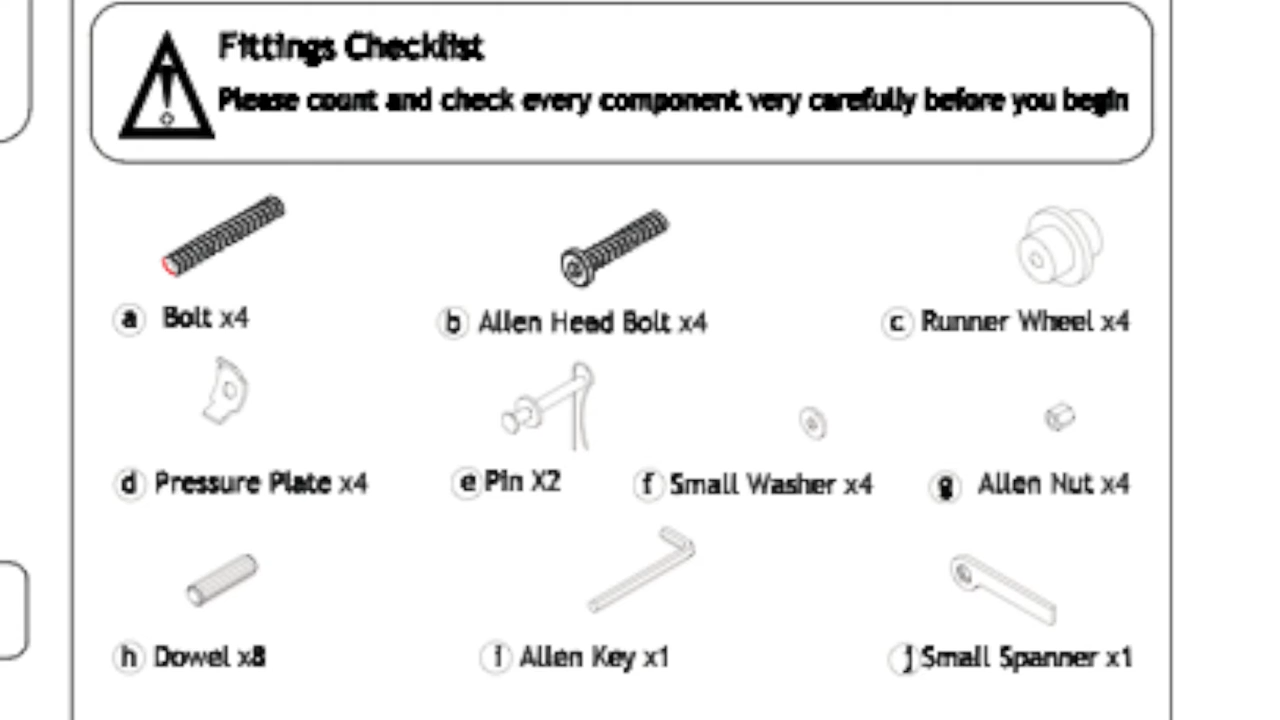 Fittings Checklist
Please count and check every component very carefully before you begin
a Bolt x4
b Allen Head Bolt x4
c Runner Wheel x4
d Pressure Plate x4
e Pin X2
f Small Washer x4
g Allen Nut x4
h Dowel x8
i Allen Key x1
j Small Spanner x1